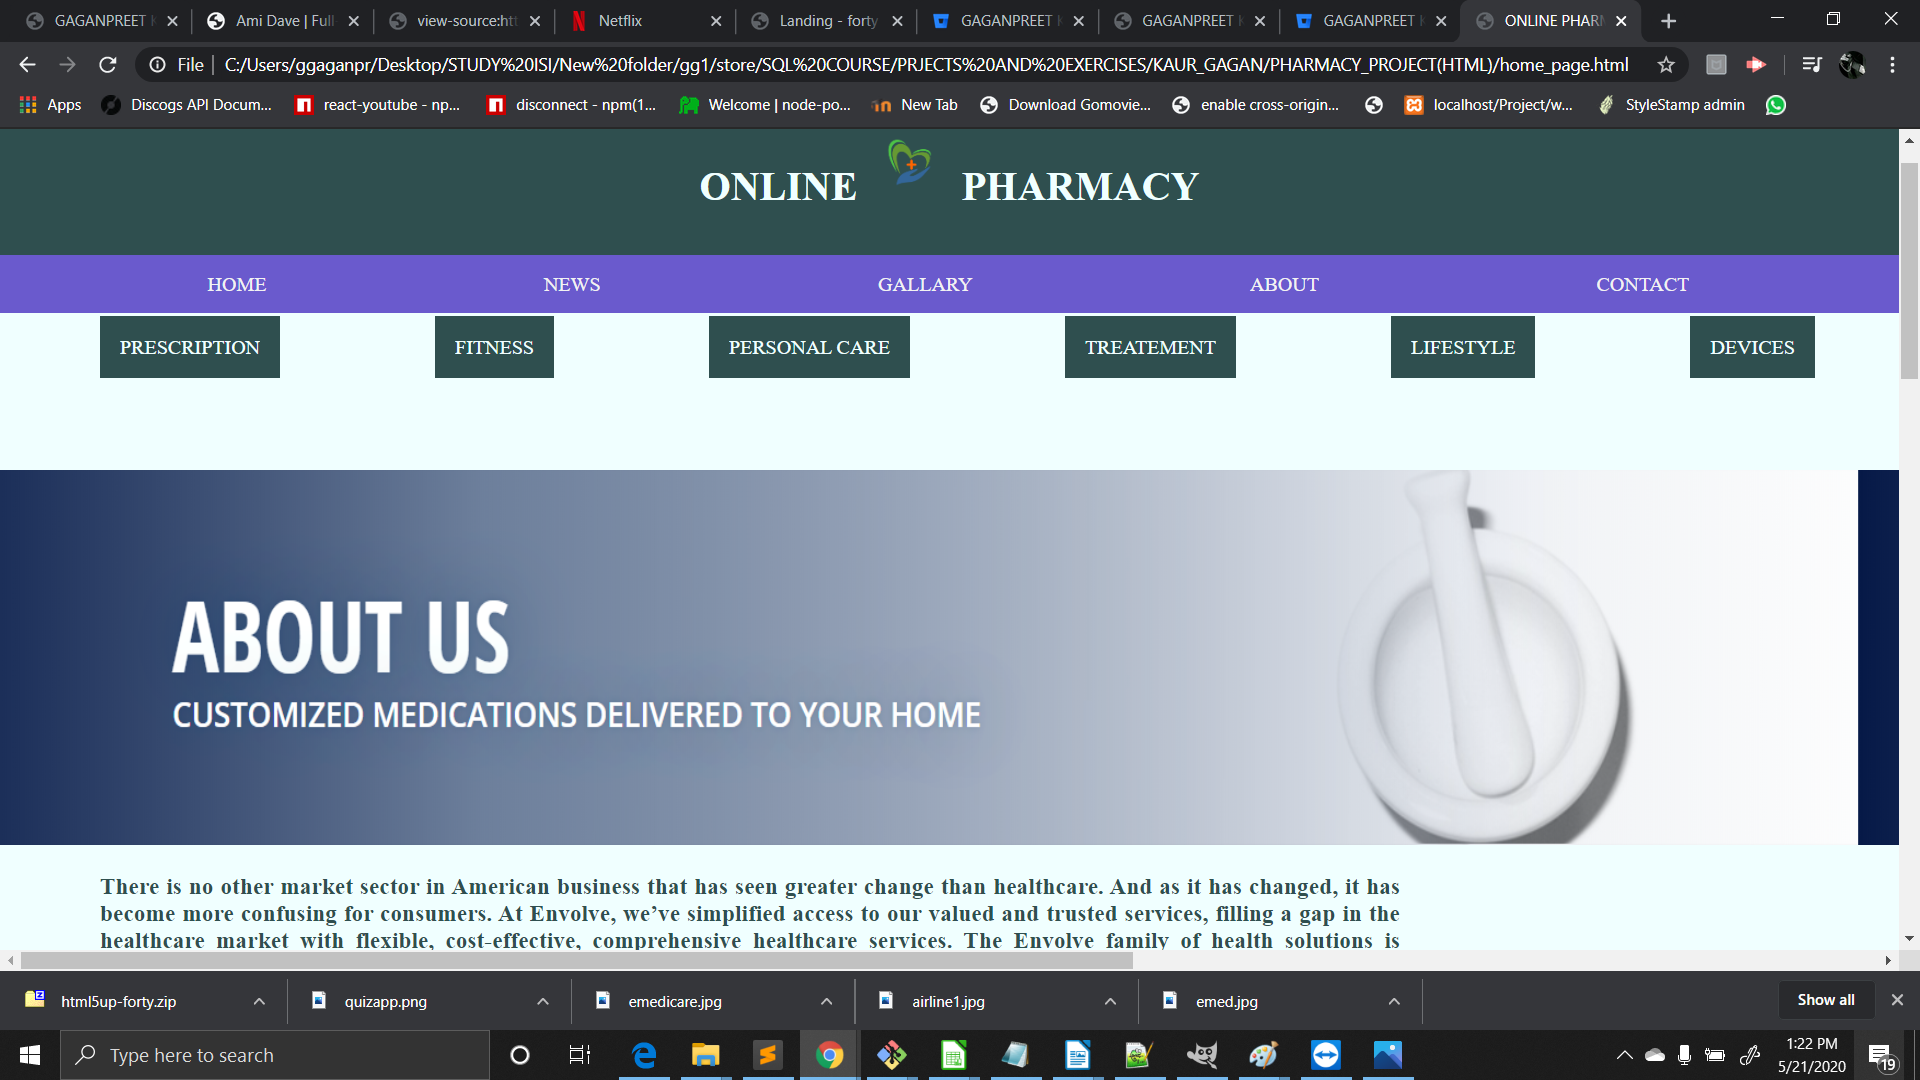 GAGANPREET K
Ami Dave | Full-
view-source:htt
Netflix
Landing - forty
GAGANPREET K
GAGANPREET K
GAGANPREET K
ONLINE PHARM
File
C:/Users/ggaganpr/Desktop/STUDY%20ISI/New%20folder/gg1/store/SQL%20COURSE/PRJECTS%20AND%20EXERCISES/KAUR_GAGAN/PHARMACY_PROJECT(HTML)/home_page.html
Apps
Discogs API Docum...
react-youtube - np...
disconnect - npm(1...
Welcome | node-po...
New Tab
Download Gomovie...
enable cross-origin...
localhost/Project/w...
StyleStamp admin
ONLINE PHARMACY
HOME
NEWS
GALLARY
ABOUT
CONTACT
PRESCRIPTION
FITNESS
PERSONAL CARE
TREATEMENT
LIFESTYLE
DEVICES
ABOUT US
CUSTOMIZED MEDICATIONS DELIVERED TO YOUR HOME
There is no other market sector in American business that has seen greater change than healthcare. And as it has changed, it has
become more confusing for consumers. At Envolve, we’ve simplified access to our valued and trusted services, filling a gap in the
healthcare market with flexible, cost-effective, comprehensive healthcare services. The Envolve family of health solutions is
html5up-forty.zip
quizapp.png
emedicare.jpg
airline1.jpg
emed.jpg
Show all
Type here to search
1:22 PM
5/21/2020
19